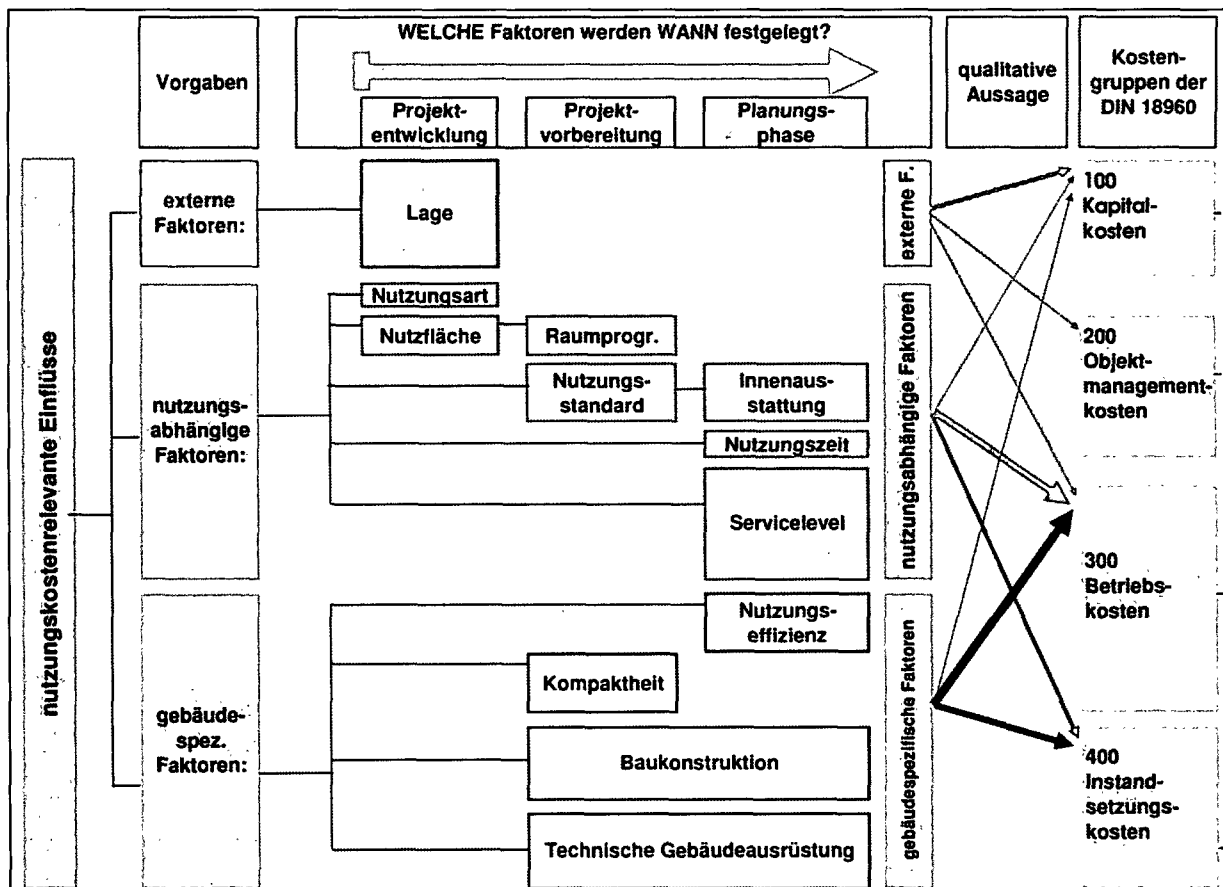 WELCHE Faktoren werden WANN festgelegt?
Vorgaben
Projekt-
entwicklung
Projekt-
vorbereitung
Planungs-
phase
qualitative
Aussage
Kosten-
gruppen der
DIN 18960
nutzungskostenrelevante Einflüsse
externe
Faktoren:
Lage
externe F.
100
Kapital-
kosten
nutzungs-
abhängige
Faktoren:
Nutzungsart
Nutzfläche
Raumprogr.
Nutzungs-
standard
Innenaus-
stattung
Nutzungszeit
Servicelevel
nutzungsabhängige Faktoren
200
Objekt-
management-
kosten
300
Betriebs-
kosten
gebäude-
spez.
Faktoren:
Nutzungs-
effizienz
Kompaktheit
Baukonstruktion
Technische Gebäudeausrüstung
gebäudespezifische Faktoren
400
Instand-
setzungs-
kosten